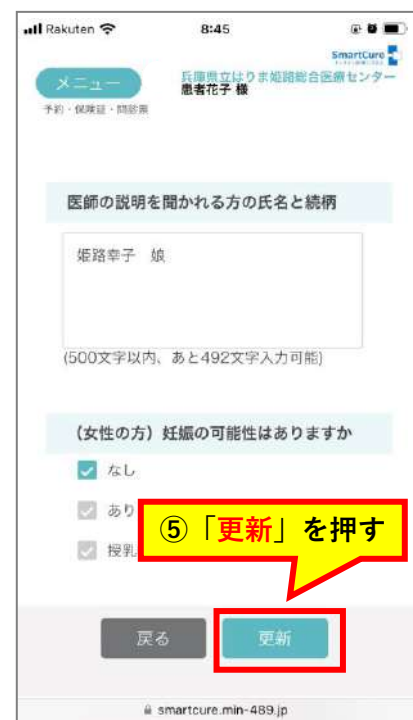 Rakuten 8:45
SmartCure
メニュー
兵庫県立はりま姫路総合医療センター
患者花子 様
予約・保険証・問診票
医師の説明を聞かれる方の氏名と続柄
姫路幸子 娘
(500文字以内、あと492文字入力可能)
(女性の方) 妊娠の可能性はありますか
なし
あり
授乳
⑤「更新」を押す
戻る
更新
smartcure.min-489.jp